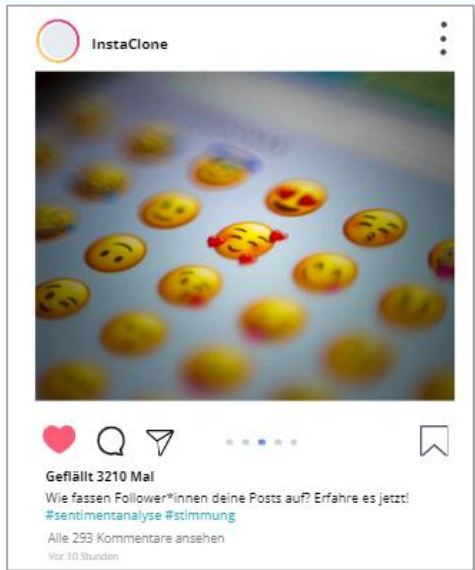 InstaClone
Gefällt 3210 Mal
Wie fassen Follower*innen deine Posts auf? Erfahre es jetzt!
#sentimentanalyse #stimmung
Alle 293 Kommentare ansehen
Vor 10 Stunden